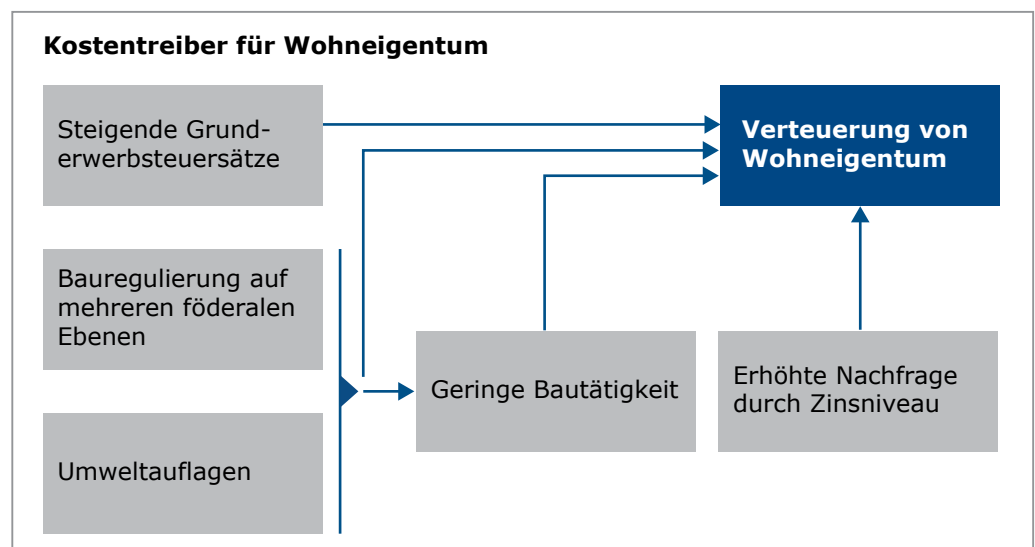 Kostentreiber für Wohneigentum
Steigende Grund-
erwerbsteuersätze
Verteuerung von
Wohneigentum
Bauregulierung auf
mehreren föderalen
Ebenen
Geringe Bautätigkeit
Erhöhte Nachfrage
durch Zinsniveau
Umweltauflagen